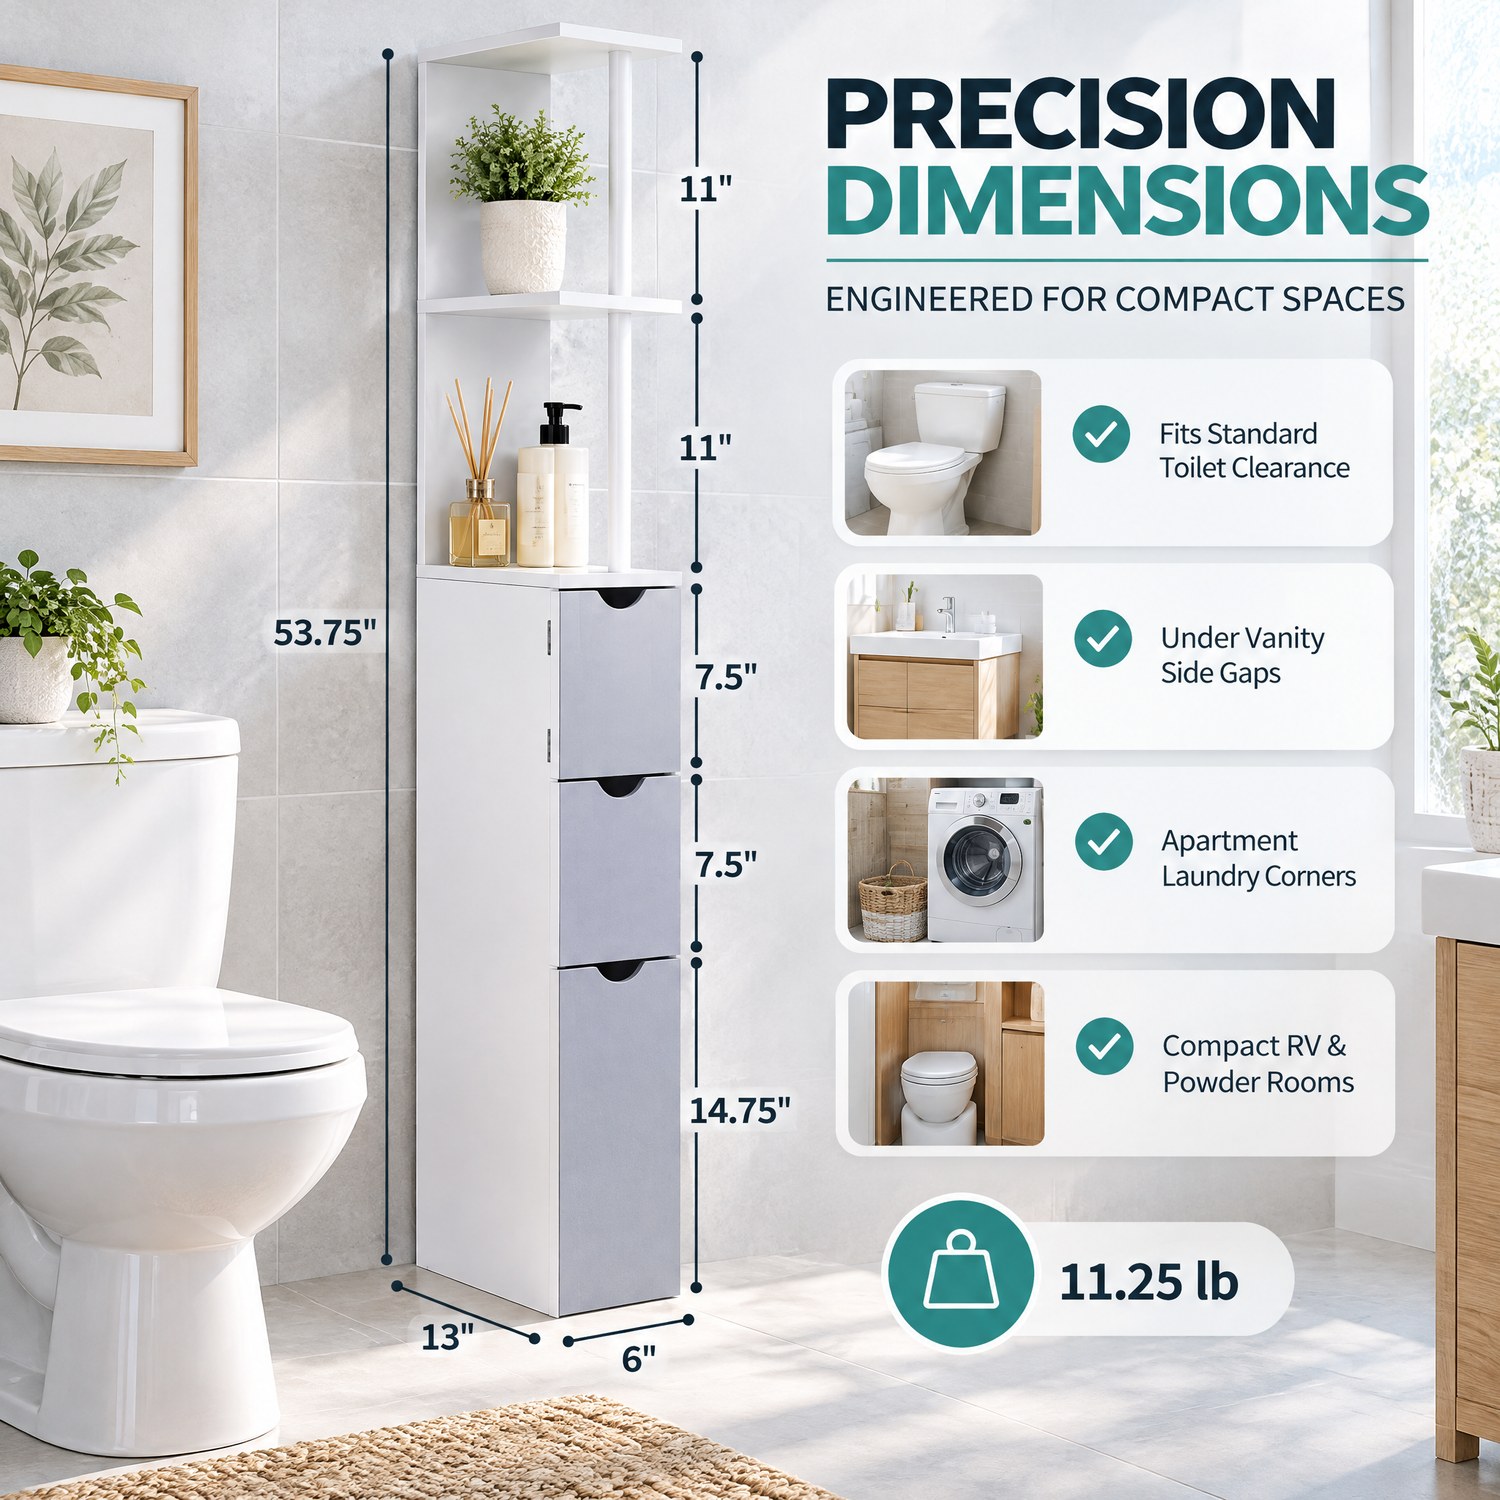 PRECISION
DIMENSIONS
ENGINEERED FOR COMPACT SPACES
11"
11"
53.75"
7.5"
7.5"
14.75"
13"
6"
Fits Standard
Toilet Clearance
Under Vanity
Side Gaps
Apartment
Laundry Corners
Compact RV &
Powder Rooms
11.25 lb